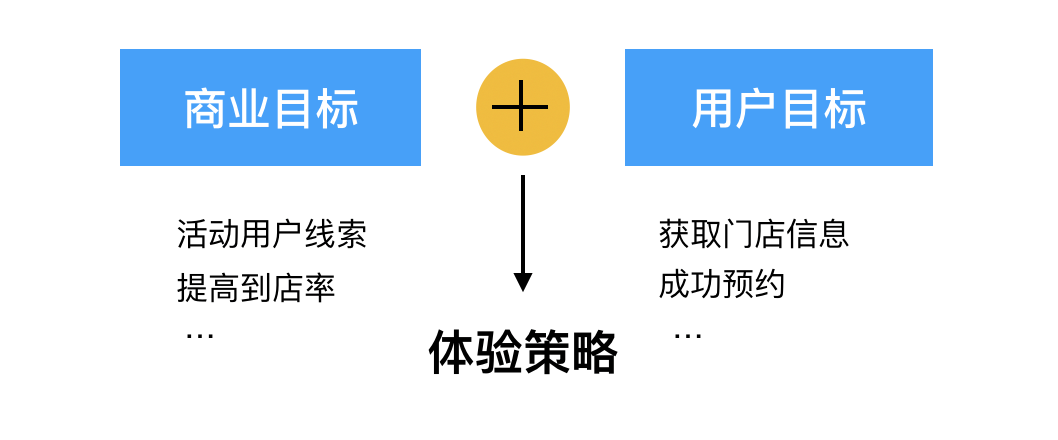 商业目标
用户目标
活动用户线索
提高到店率
...
获取门店信息
成功预约
...
体验策略